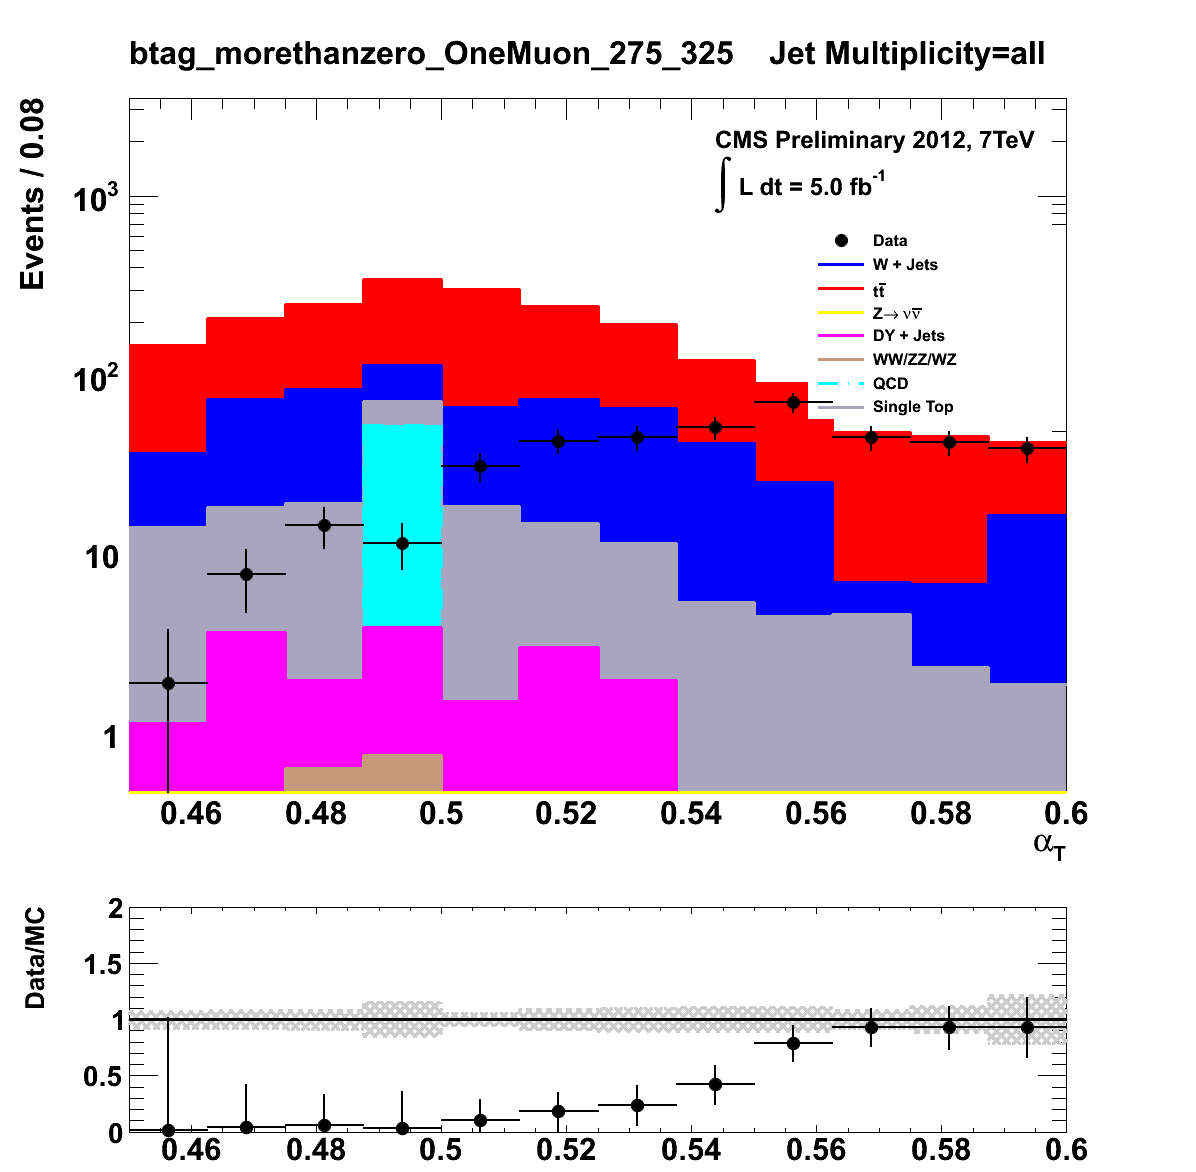 btag_morethanzero_OneMuon_275_325 Jet Multiplicity=all
Events / 0.08
CMS Preliminary 2012, 7TeV
∫ L dt = 5.0 fb⁻¹
Data
W + Jets
tt̄
Z→ νν̄
DY + Jets
WW/ZZ/WZ
QCD
Single Top
10³
10²
10
1
0.46 0.48 0.5 0.52 0.54 0.56 0.58 0.6
α_T
Data/MC
2
1.5
1
0.5
0
0.46 0.48 0.5 0.52 0.54 0.56 0.58 0.6